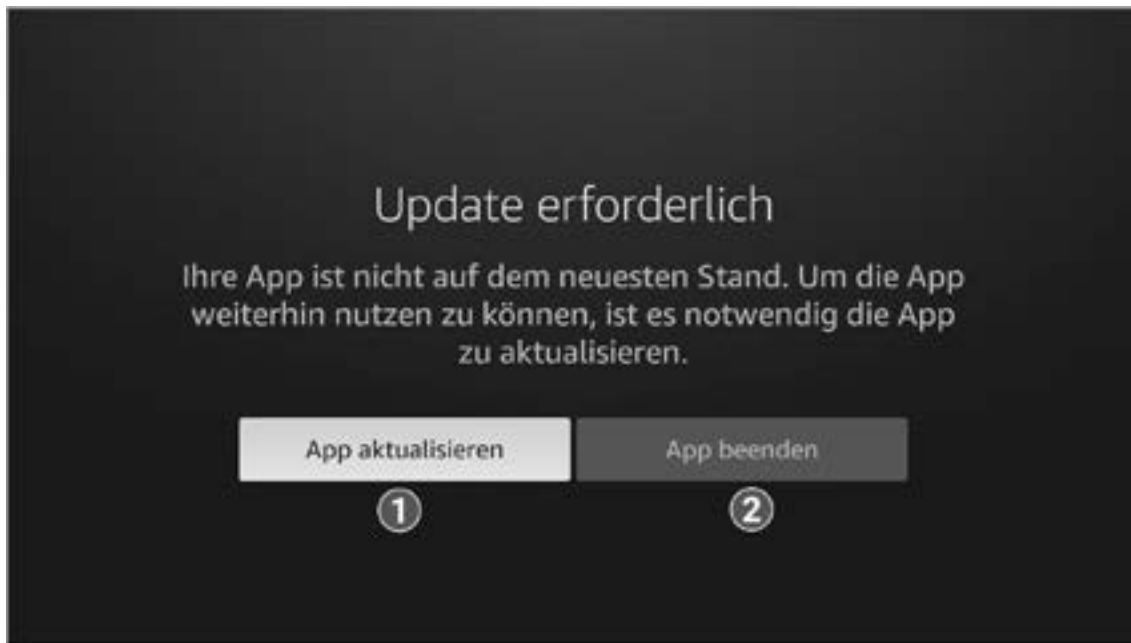 Update erforderlich
Ihre App ist nicht auf dem neuesten Stand. Um die App
weiterhin nutzen zu können, ist es notwendig die App
zu aktualisieren.
App aktualisieren App beenden
1 2